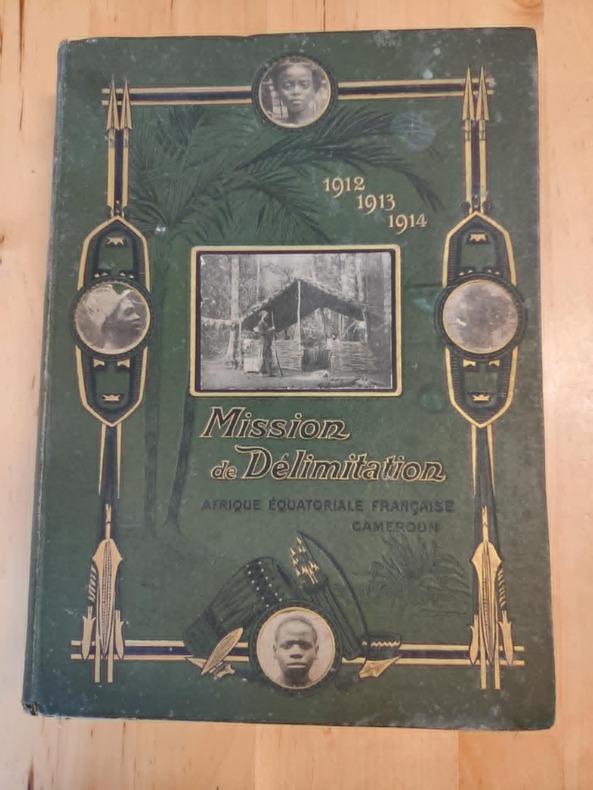 1912
1913
1914
Mission
de Délimitation
AFRIQUE ÉQUATORIALE FRANÇAISE
CAMEROUN